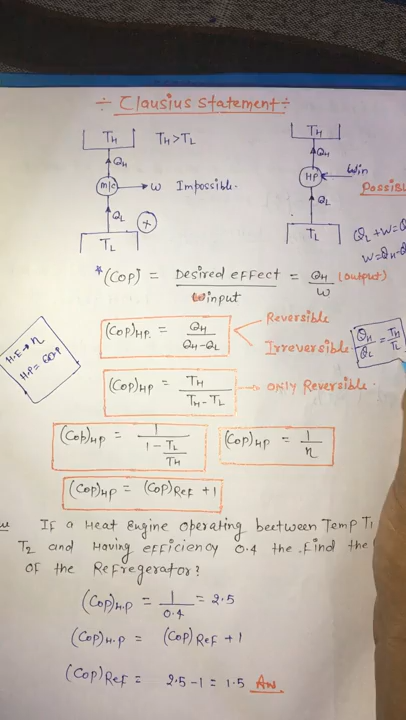 ÷ Clausius Statement ÷
TH
TH > TL
QH
m/c → W Impossible.
QL
TL
×
TH
QH
HP Win
Possib
QL
TL
QL + W = Q
W = QH - Q
*(COP) = Desired effect / Winput = QH / W (output)
(COP)HP. = QH / QH - QL
Reversible
Irreversible
QH / QL = TH / TL
H.E → η
H.P = COP
(COP)HP = TH / TH - TL → ONLY Reversible.
(COP)HP = 1 / 1 - TL / TH
(COP)HP = 1 / η
(COP)HP = (COP)Ref + 1
If a Heat Engine operating beetween Temp T1
T2 and Having efficiency 0.4 the find the
of the Refregerator?
(COP)H.P = 1 / 0.4 = 2.5
(COP)H.P = (COP)Ref + 1
(COP)Ref = 2.5 - 1 = 1.5 An